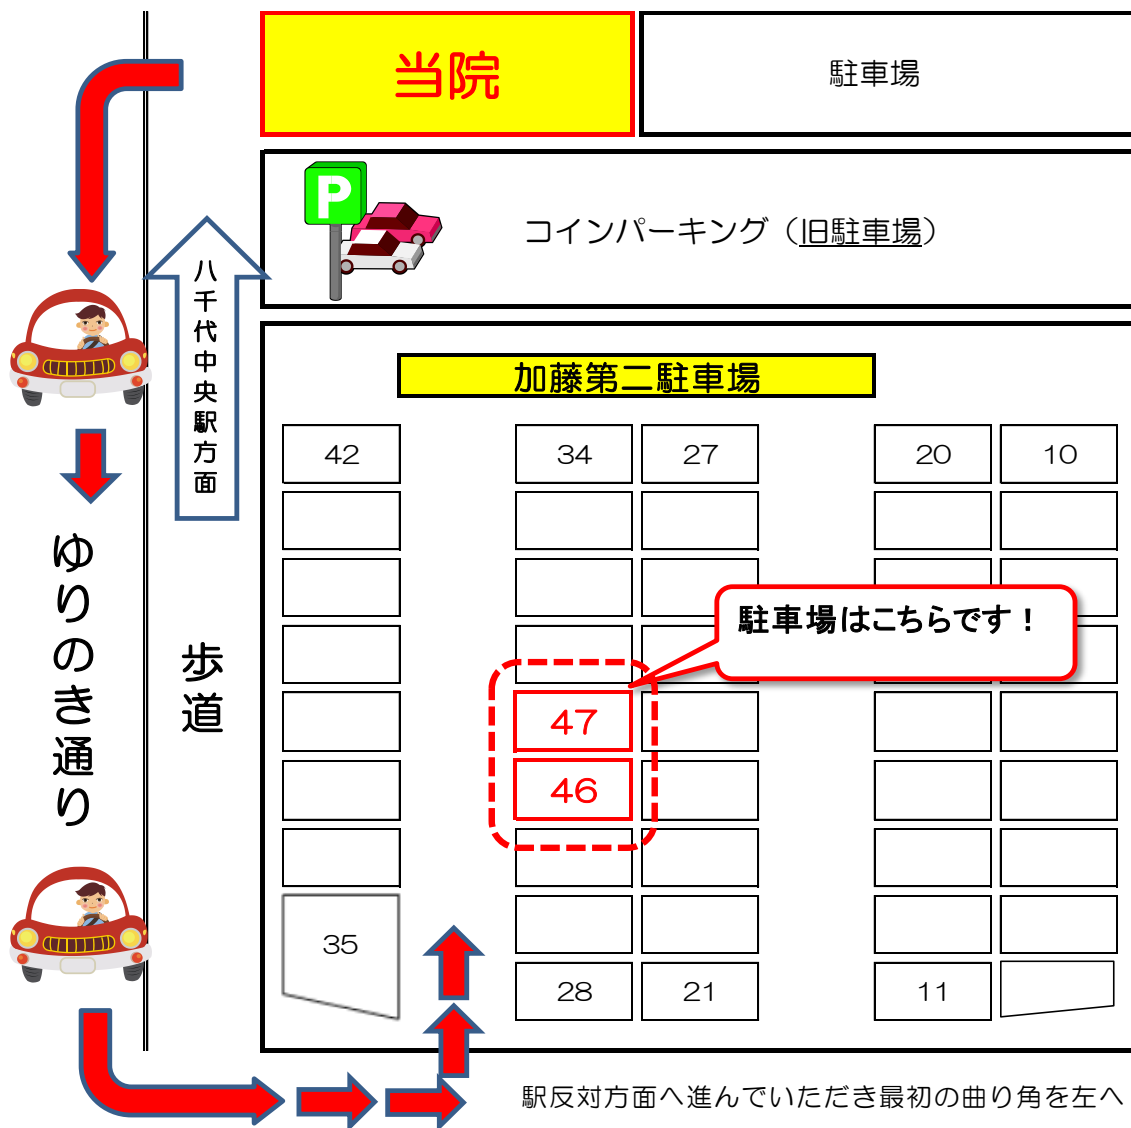 当院
駐車場
P
コインパーキング（旧駐車場）
八千代中央駅方面
加藤第二駐車場
42
34
27
20
10
駐車場はこちらです！
ゆりのき通り
歩道
47
46
35
28
21
11
駅反対方面へ進んでいただき最初の曲り角を左へ